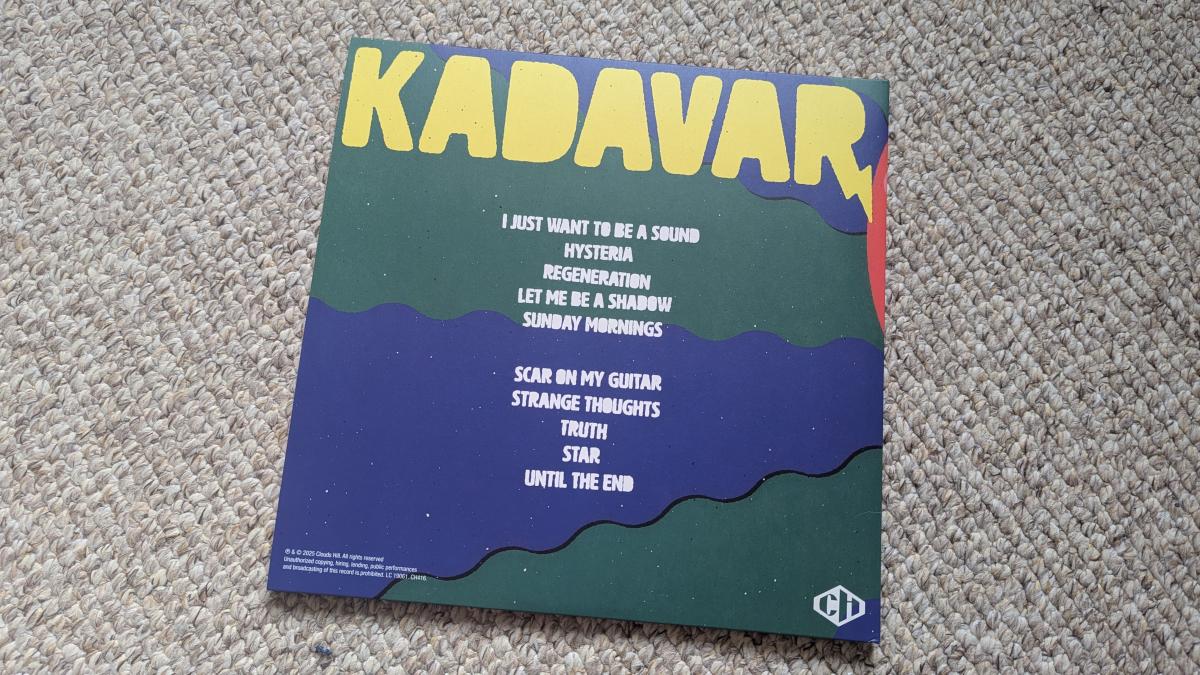 KADAVAR
I JUST WANT TO BE A SOUND
HYSTERIA
REGENERATION
LET ME BE A SHADOW
SUNDAY MORNINGS
SCAR ON MY GUITAR
STRANGE THOUGHTS
TRUTH
STAR
UNTIL THE END
℗ & © 2025 Clouds Hill. All rights reserved
Unauthorized copying, hiring, lending, public performances
and broadcasting of this record is prohibited. LC 19061. CH416
CH